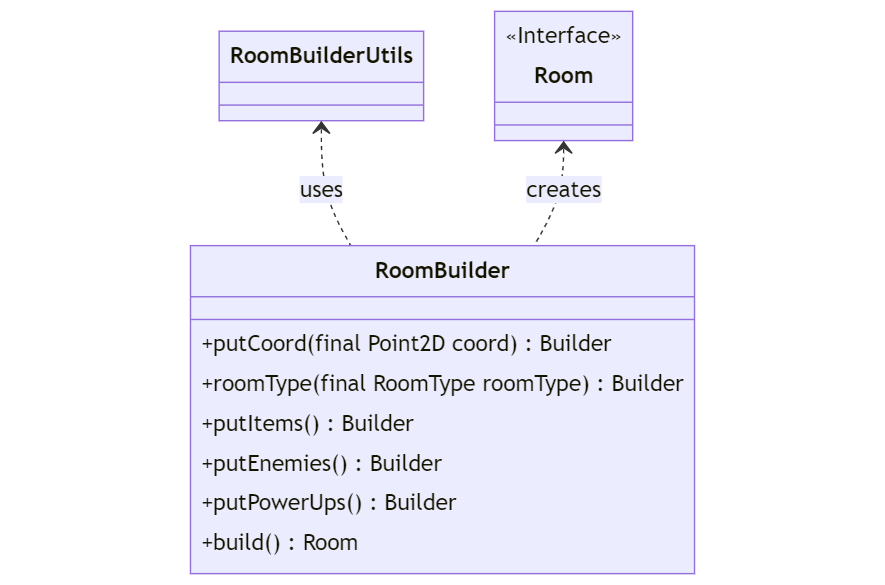 RoomBuilderUtils
«Interface»
Room
uses
creates
RoomBuilder
+putCoord(final Point2D coord) : Builder
+roomType(final RoomType roomType) : Builder
+putItems() : Builder
+putEnemies() : Builder
+putPowerUps() : Builder
+build() : Room